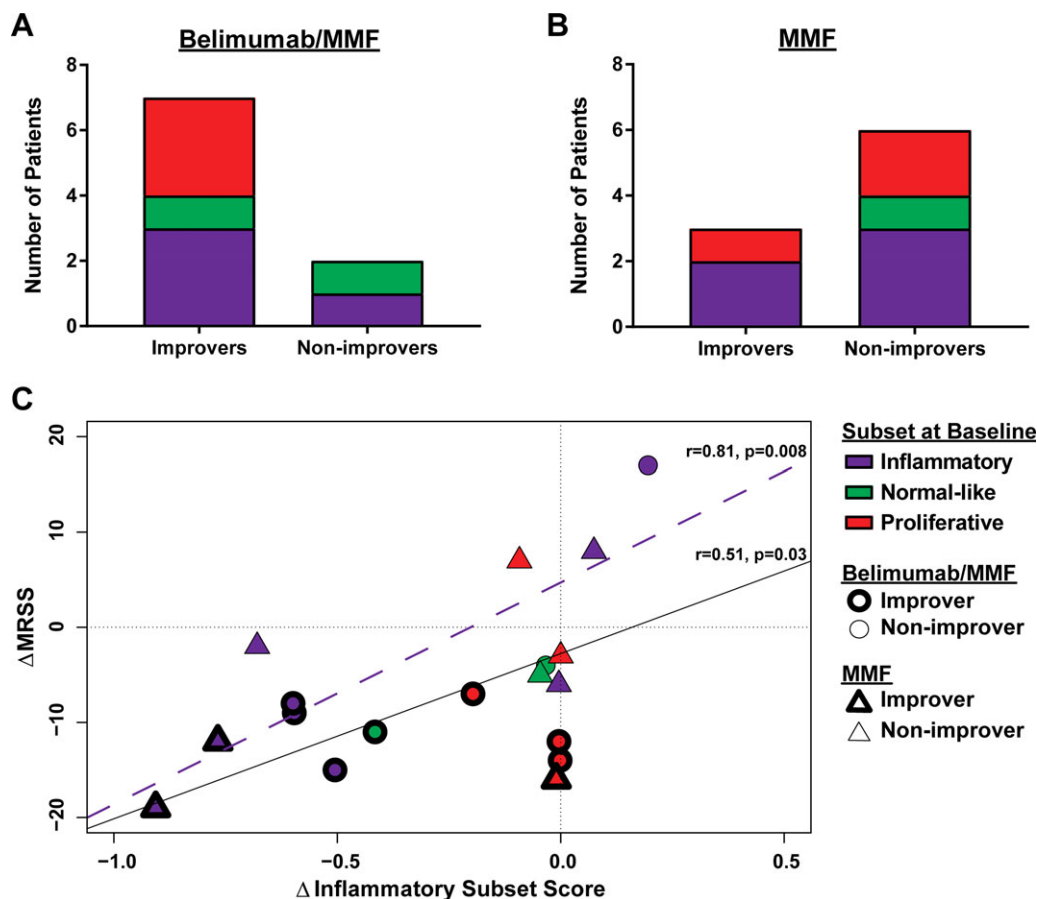 A
Belimumab/MMF
Number of Patients
8
6
4
2
0
Improvers
Non-improvers
B
MMF
Number of Patients
8
6
4
2
0
Improvers
Non-improvers
C
ΔMRSS
20
10
0
−10
−20
r=0.81, p=0.008
r=0.51, p=0.03
−1.0
−0.5
0.0
0.5
Δ Inflammatory Subset Score
Subset at Baseline
Inflammatory
Normal-like
Proliferative
Belimumab/MMF
Improver
Non-improver
MMF
Improver
Non-improver